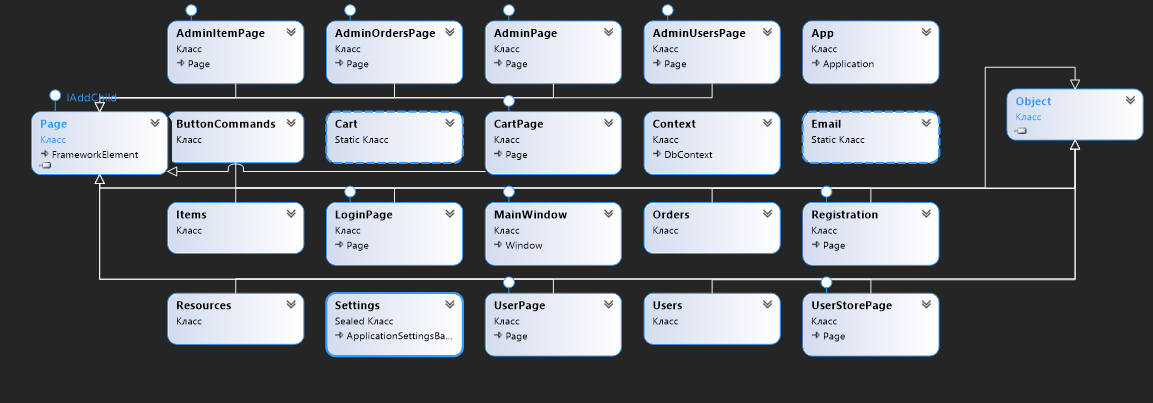 AdminItemPage
Класс
Page
AdminOrdersPage
Класс
Page
AdminPage
Класс
Page
AdminUsersPage
Класс
Page
App
Класс
Application
IAddChild
Page
Класс
FrameworkElement
ButtonCommands
Класс
Cart
Static Класс
CartPage
Класс
Page
Context
Класс
DbContext
Email
Static Класс
Object
Класс
Items
Класс
LoginPage
Класс
Page
MainWindow
Класс
Window
Orders
Класс
Registration
Класс
Page
Resources
Класс
Settings
Sealed Класс
ApplicationSettingsBa...
UserPage
Класс
Page
Users
Класс
UserStorePage
Класс
Page